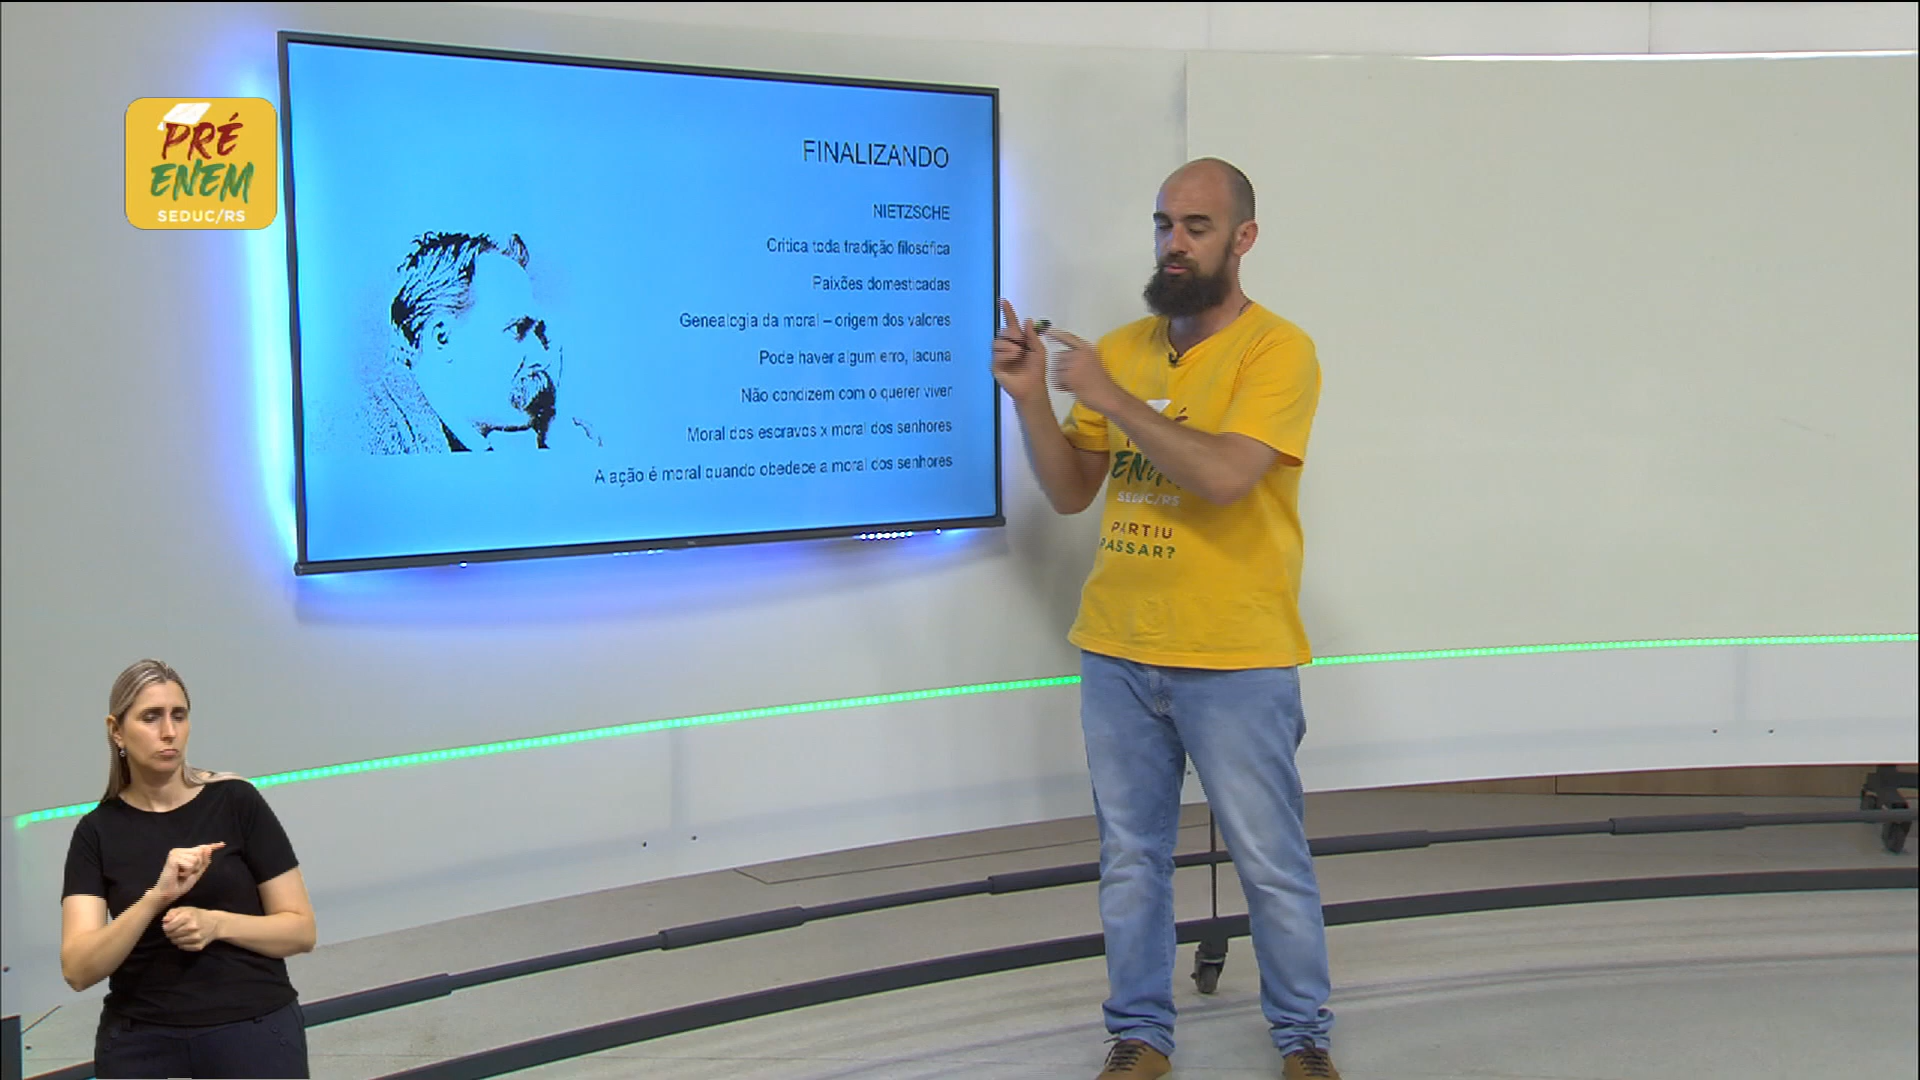 PRÉ
ENEM
SEDUC/RS
FINALIZANDO
NIETZSCHE
Critica toda tradição filosófica
Paixões domesticadas
Genealogia da moral – origem dos valores
Pode haver algum erro, lacuna
Não condizem com o querer viver
Moral dos escravos x moral dos senhores
A ação é moral quando obedece a moral dos senhores
SEDUC/RS
PARTIU
PASSAR?